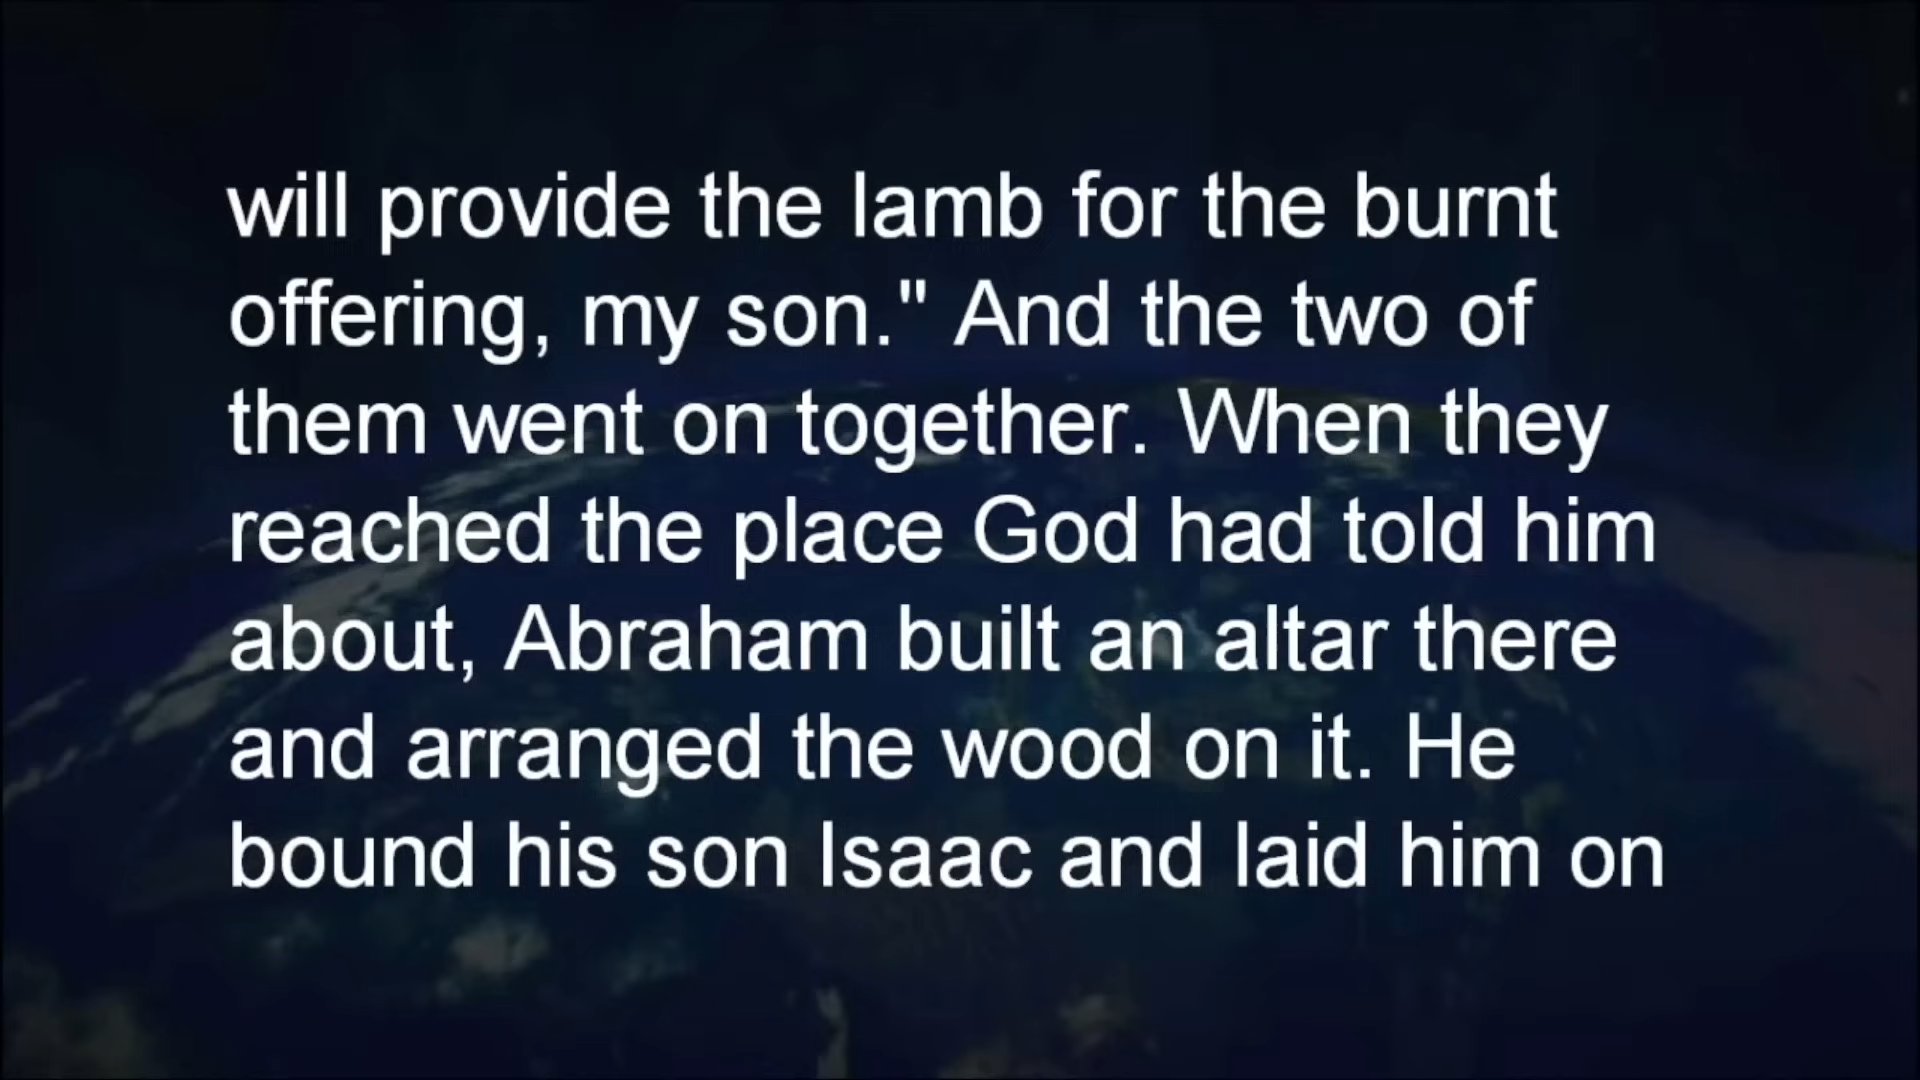 will provide the lamb for the burnt
offering, my son." And the two of
them went on together. When they
reached the place God had told him
about, Abraham built an altar there
and arranged the wood on it. He
bound his son Isaac and laid him on